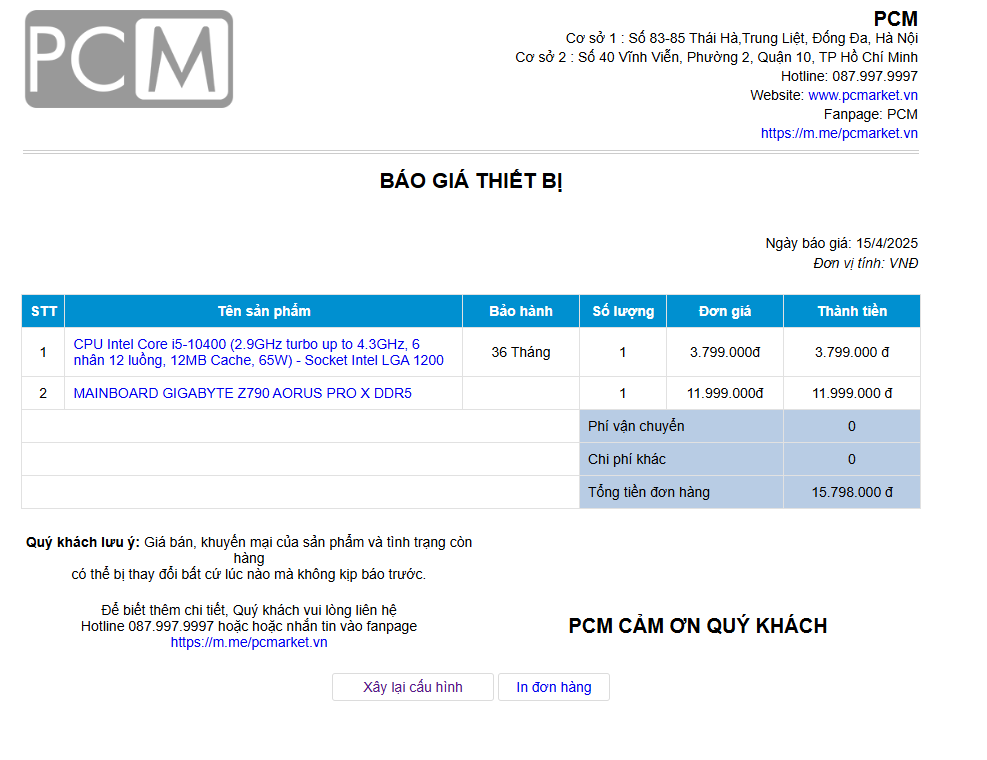 PCM
PCM
Cơ sở 1 : Số 83-85 Thái Hà,Trung Liệt, Đống Đa, Hà Nội
Cơ sở 2 : Số 40 Vĩnh Viễn, Phường 2, Quận 10, TP Hồ Chí Minh
Hotline: 087.997.9997
Website: www.pcmarket.vn
Fanpage: PCM
https://m.me/pcmarket.vn
BÁO GIÁ THIẾT BỊ
Ngày báo giá: 15/4/2025
Đơn vị tính: VNĐ
STT Tên sản phẩm Bảo hành Số lượng Đơn giá Thành tiền
1 CPU Intel Core i5-10400 (2.9GHz turbo up to 4.3GHz, 6 nhân 12 luồng, 12MB Cache, 65W) - Socket Intel LGA 1200 36 Tháng 1 3.799.000đ 3.799.000 đ
2 MAINBOARD GIGABYTE Z790 AORUS PRO X DDR5 1 11.999.000đ 11.999.000 đ
Phí vận chuyển 0
Chi phí khác 0
Tổng tiền đơn hàng 15.798.000 đ
Quý khách lưu ý: Giá bán, khuyến mại của sản phẩm và tình trạng còn
hàng
có thể bị thay đổi bất cứ lúc nào mà không kịp báo trước.
Để biết thêm chi tiết, Quý khách vui lòng liên hệ
Hotline 087.997.9997 hoặc hoặc nhắn tin vào fanpage
https://m.me/pcmarket.vn
PCM CẢM ƠN QUÝ KHÁCH
Xây lại cấu hình
In đơn hàng